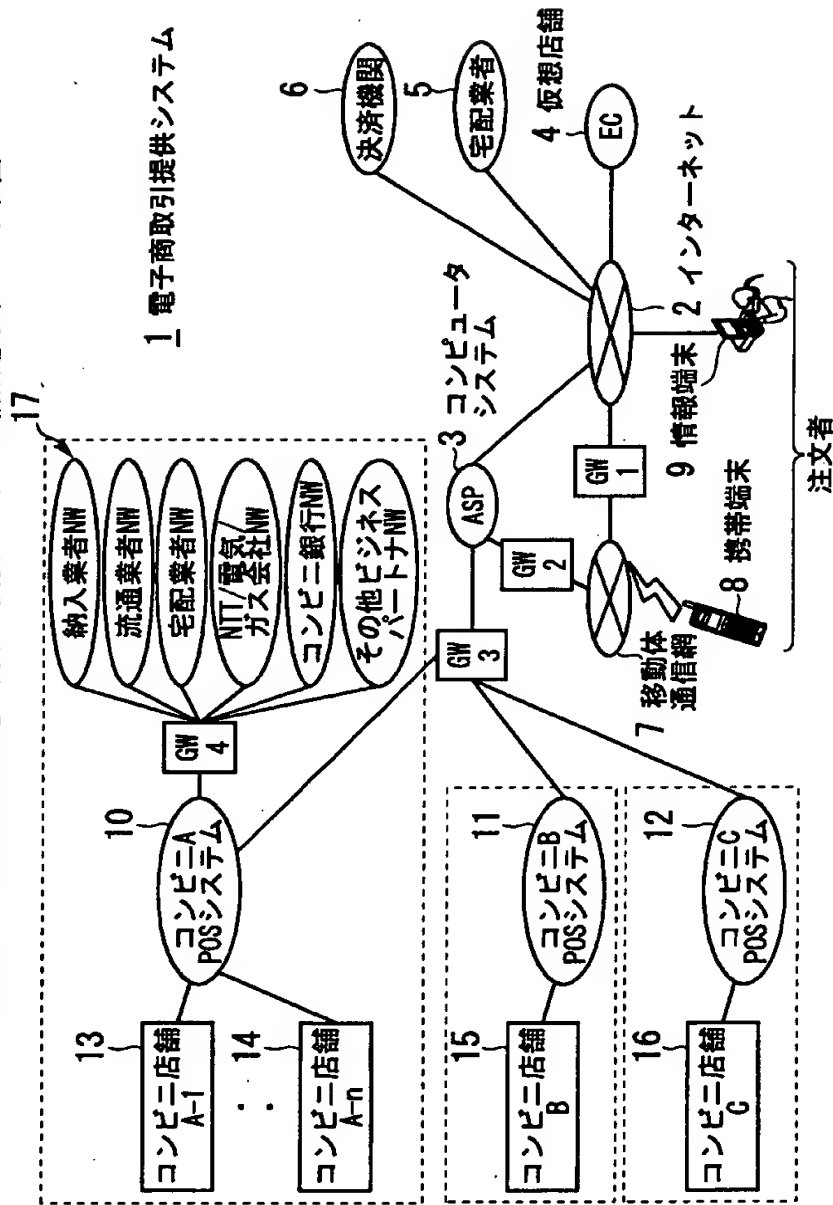 1 電子商取引提供システム
17
納入業者NW
流通業者NW
宅配業者NW
NTT/電気/
ガス会社NW
コンビニ銀行NW
その他ビジネス
パートナNW
GW
4
10
コンビニA
POSシステム
13
コンビニ店舗
A-1
14
コンビニ店舗
A-n
11
コンビニB
POSシステム
15
コンビニ店舗
B
12
コンビニC
POSシステム
16
コンビニ店舗
C
GW
3
3 コンピュータ
システム
ASP
GW
2
GW
1
7 移動体
通信網
8 携帯端末
9 情報端末
注文者
2 インターネット
6
決済機関
5
宅配業者
4 仮想店舗
EC